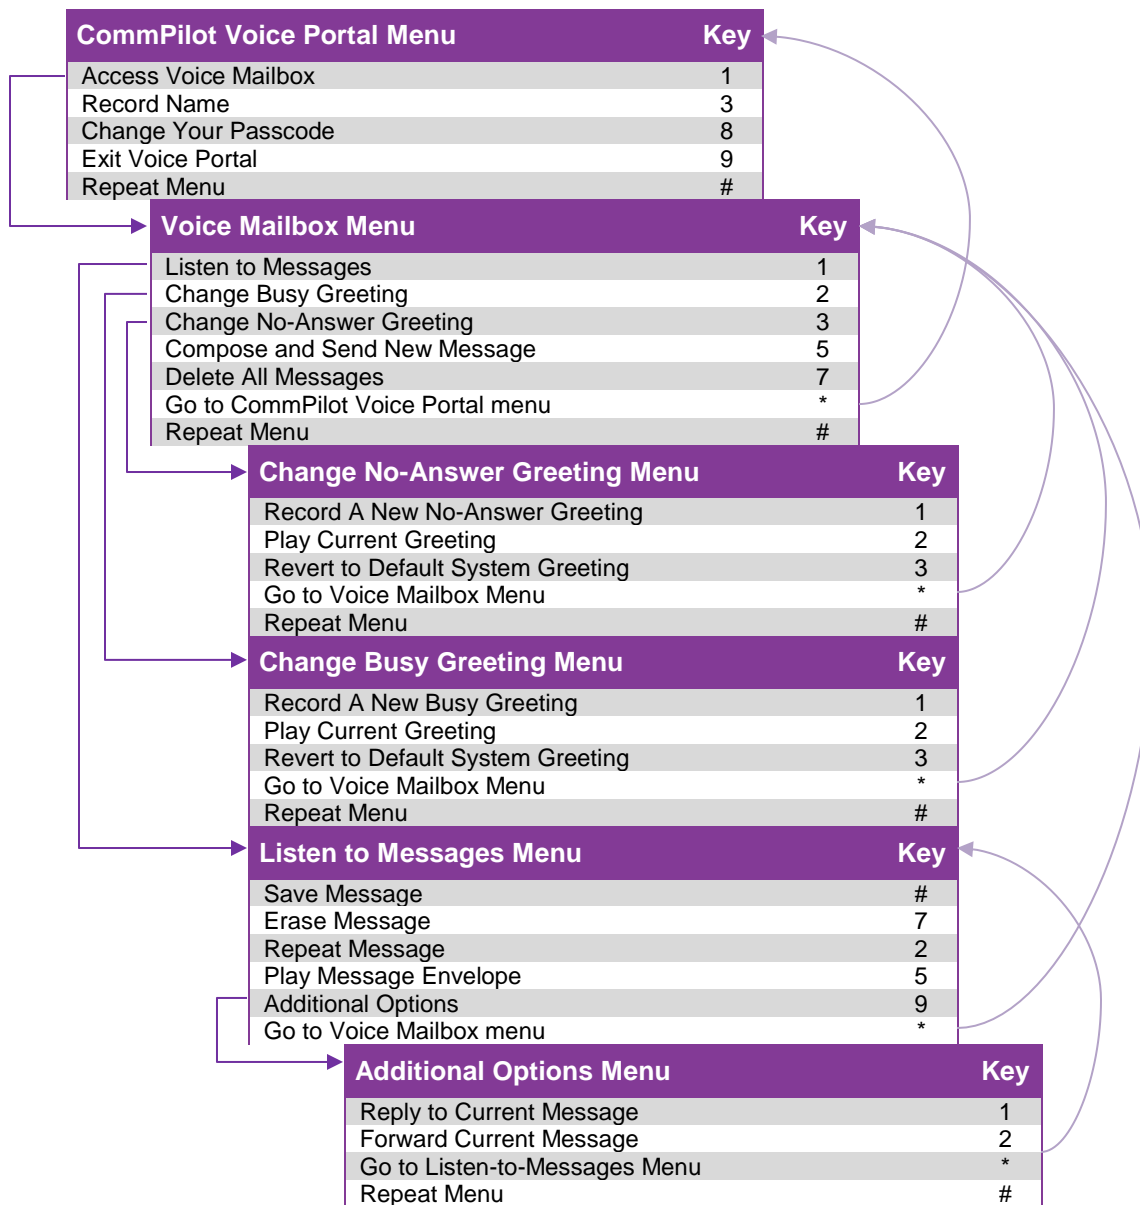 CommPilot Voice Portal Menu Key
Access Voice Mailbox 1
Record Name 3
Change Your Passcode 8
Exit Voice Portal 9
Repeat Menu #
Voice Mailbox Menu Key
Listen to Messages 1
Change Busy Greeting 2
Change No-Answer Greeting 3
Compose and Send New Message 5
Delete All Messages 7
Go to CommPilot Voice Portal menu *
Repeat Menu #
Change No-Answer Greeting Menu Key
Record A New No-Answer Greeting 1
Play Current Greeting 2
Revert to Default System Greeting 3
Go to Voice Mailbox Menu *
Repeat Menu #
Change Busy Greeting Menu Key
Record A New Busy Greeting 1
Play Current Greeting 2
Revert to Default System Greeting 3
Go to Voice Mailbox Menu *
Repeat Menu #
Listen to Messages Menu Key
Save Message #
Erase Message 7
Repeat Message 2
Play Message Envelope 5
Additional Options 9
Go to Voice Mailbox menu *
Additional Options Menu Key
Reply to Current Message 1
Forward Current Message 2
Go to Listen-to-Messages Menu *
Repeat Menu #